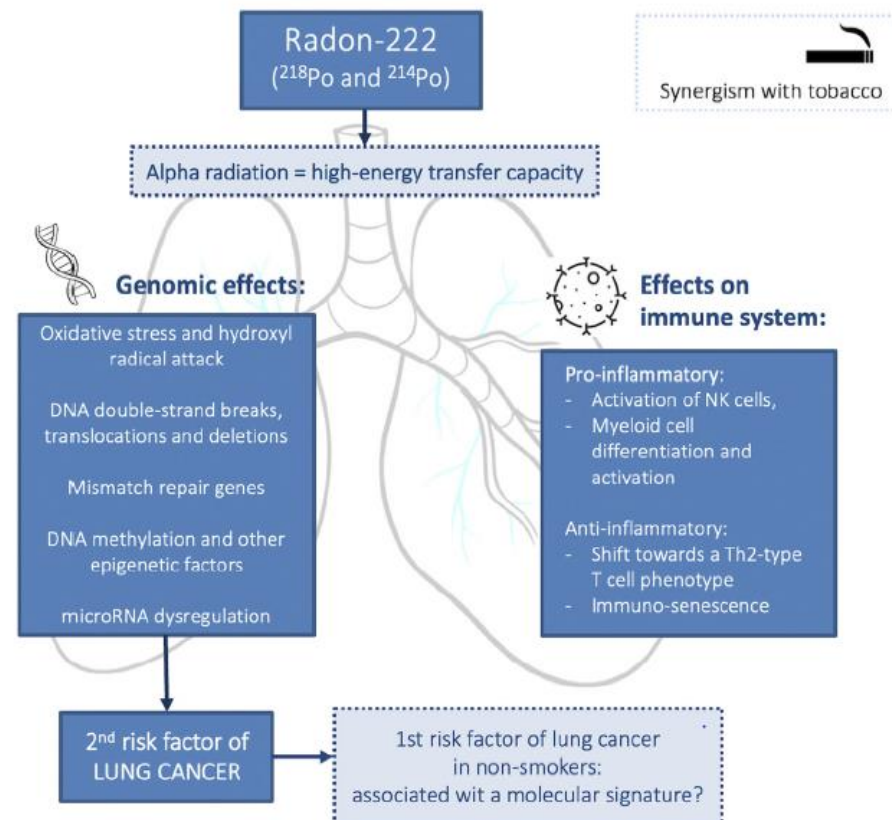 Radon-222
(²¹⁸Po and ²¹⁴Po)
Synergism with tobacco
Alpha radiation = high-energy transfer capacity
Genomic effects:
Oxidative stress and hydroxyl
radical attack
DNA double-strand breaks,
translocations and deletions
Mismatch repair genes
DNA methylation and other
epigenetic factors
microRNA dysregulation
Effects on
immune system:
Pro-inflammatory:
- Activation of NK cells,
- Myeloid cell
differentiation and
activation
Anti-inflammatory:
- Shift towards a Th2-type
T cell phenotype
- Immuno-senescence
2ⁿᵈ risk factor of
LUNG CANCER
1st risk factor of lung cancer
in non-smokers:
associated wit a molecular signature?